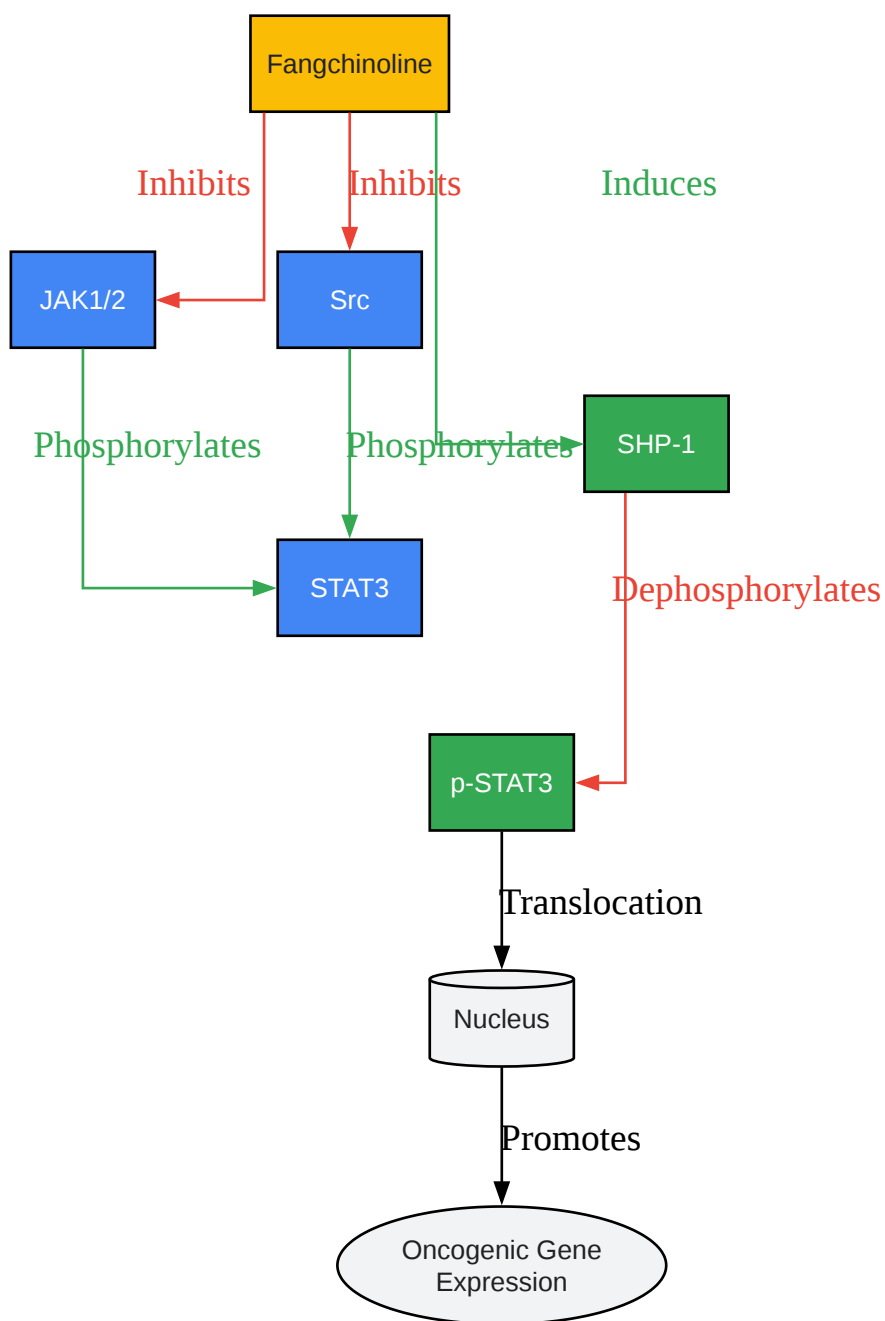 Fangchinoline
Inhibits
Inhibits
Induces
JAK1/2
Src
Phosphorylates
Phosphorylates
SHP-1
STAT3
Dephosphorylates
p-STAT3
Translocation
Nucleus
Promotes
Oncogenic Gene
Expression